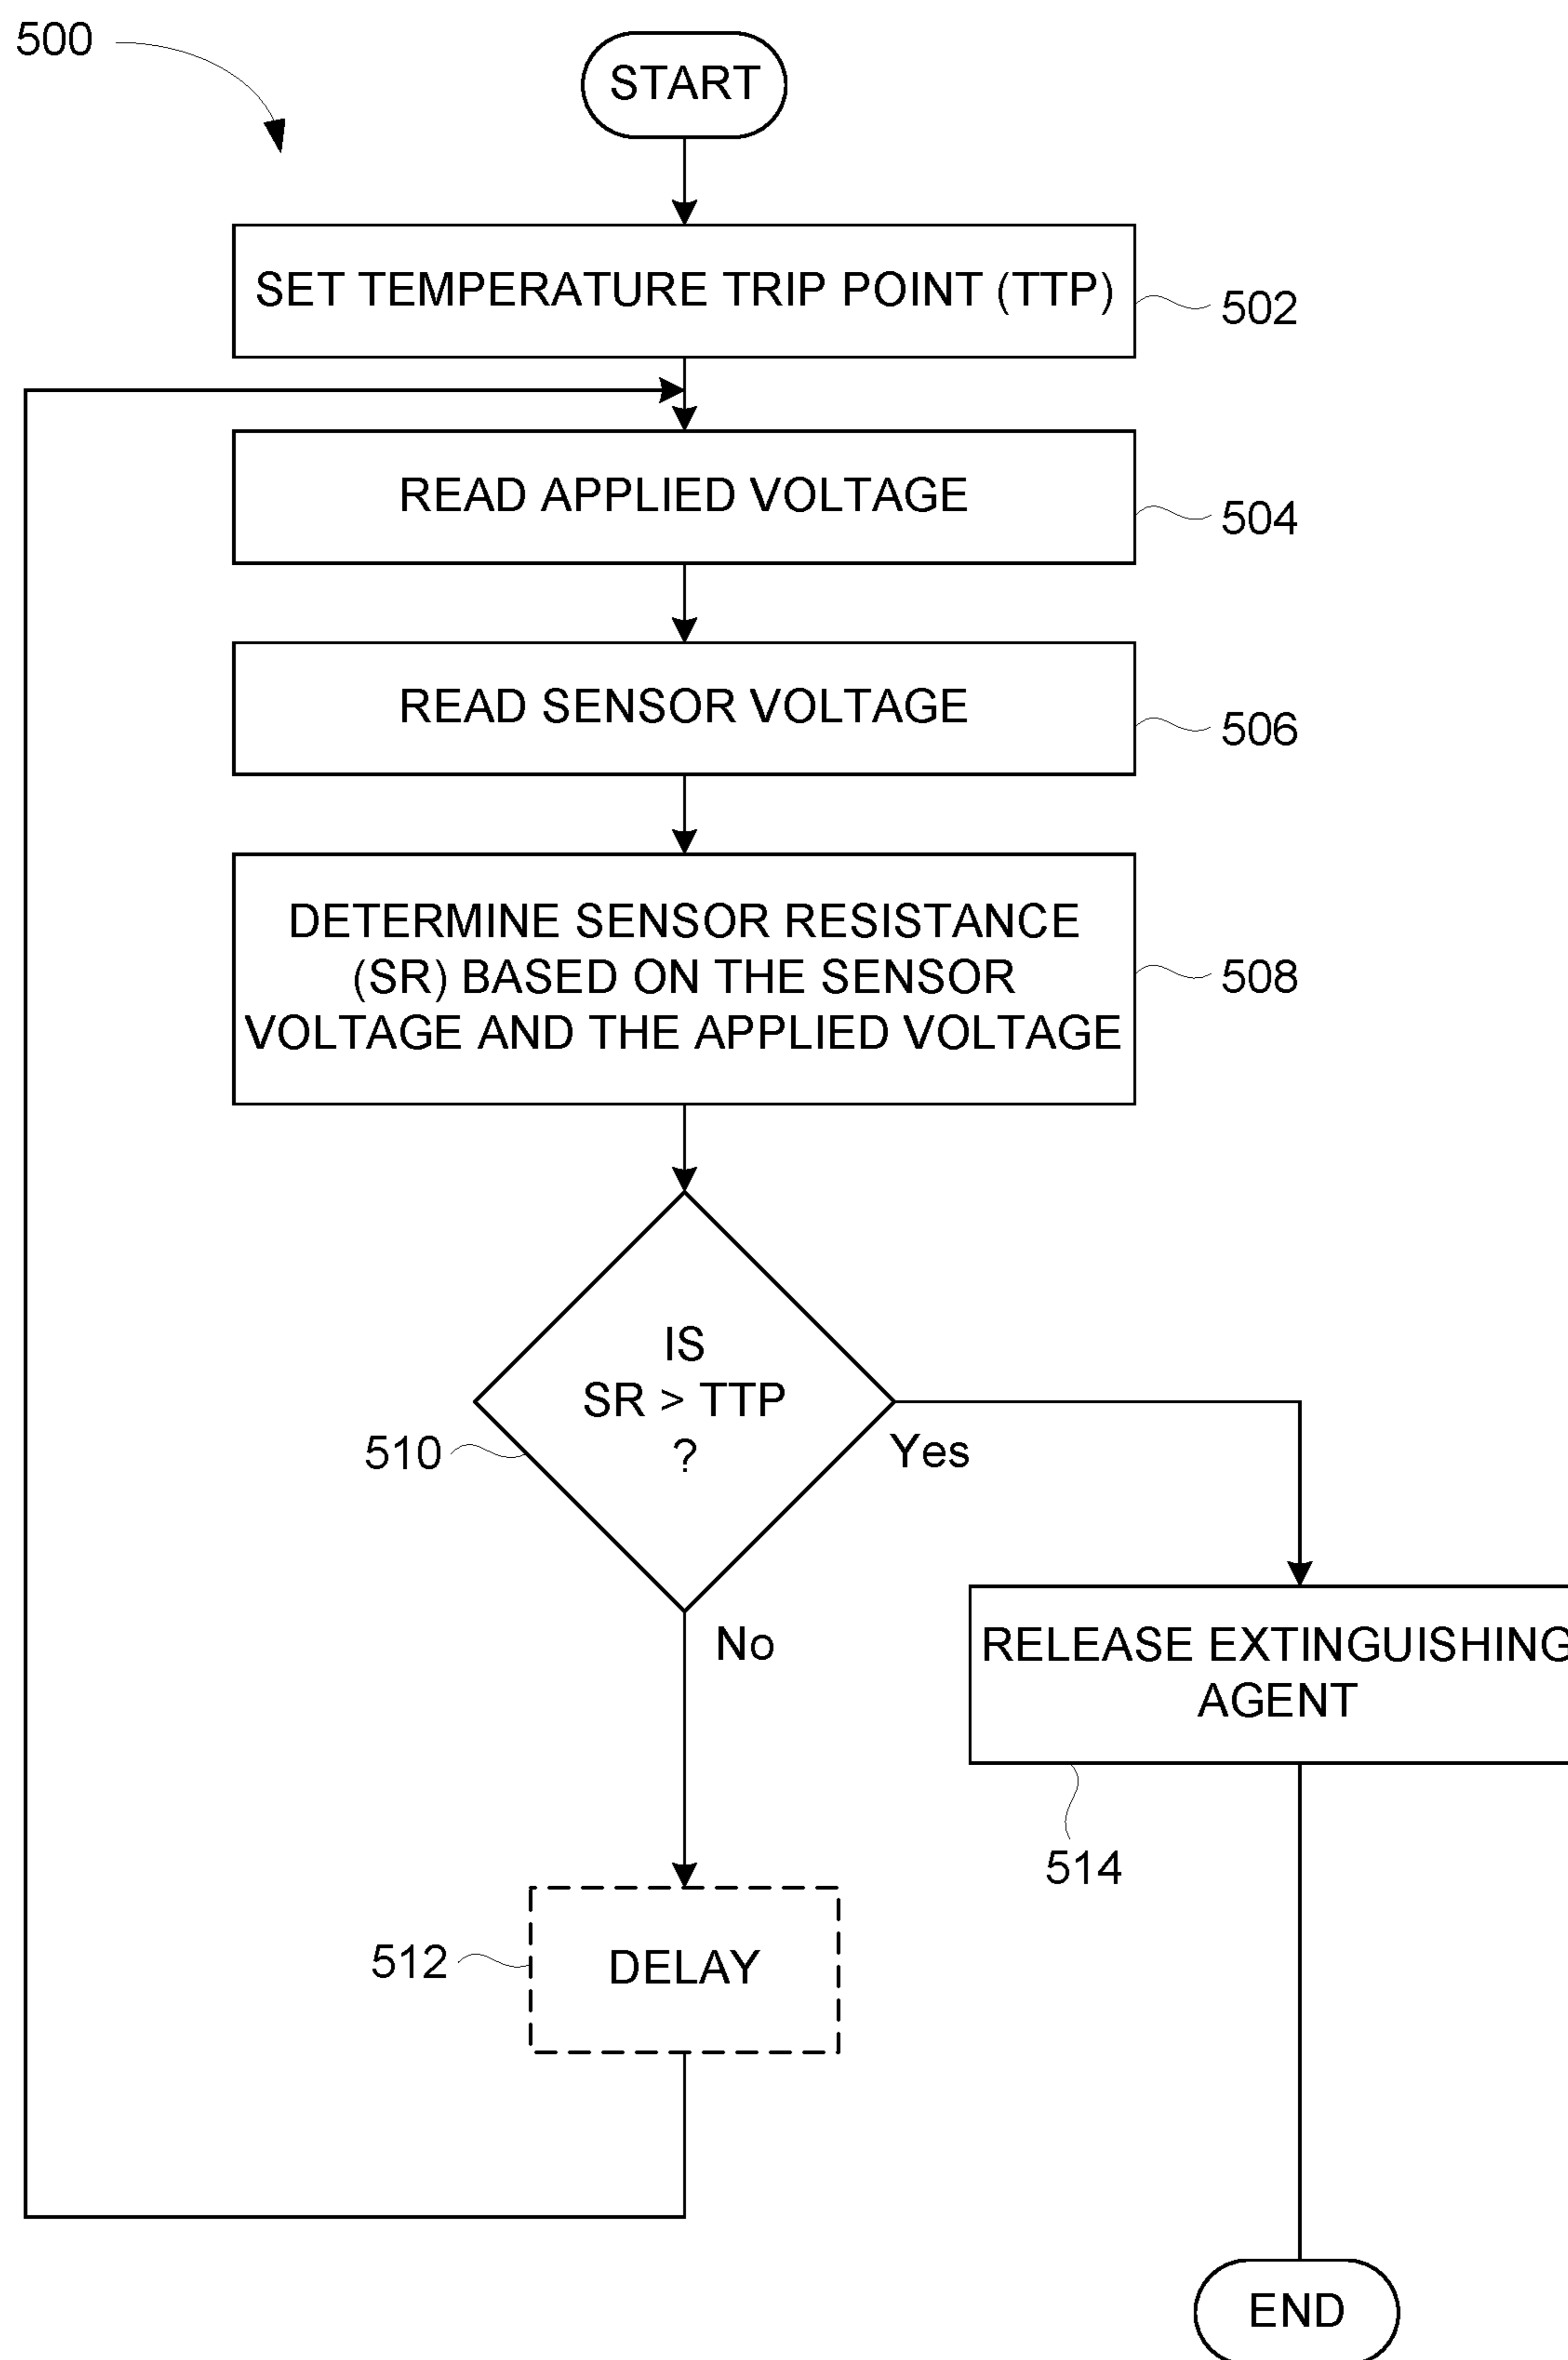 500
START
SET TEMPERATURE TRIP POINT (TTP)
502
READ APPLIED VOLTAGE
504
READ SENSOR VOLTAGE
506
DETERMINE SENSOR RESISTANCE
(SR) BASED ON THE SENSOR
VOLTAGE AND THE APPLIED VOLTAGE
508
IS
SR > TTP
?
510
Yes
No
RELEASE EXTINGUISHING
AGENT
514
512
DELAY
END